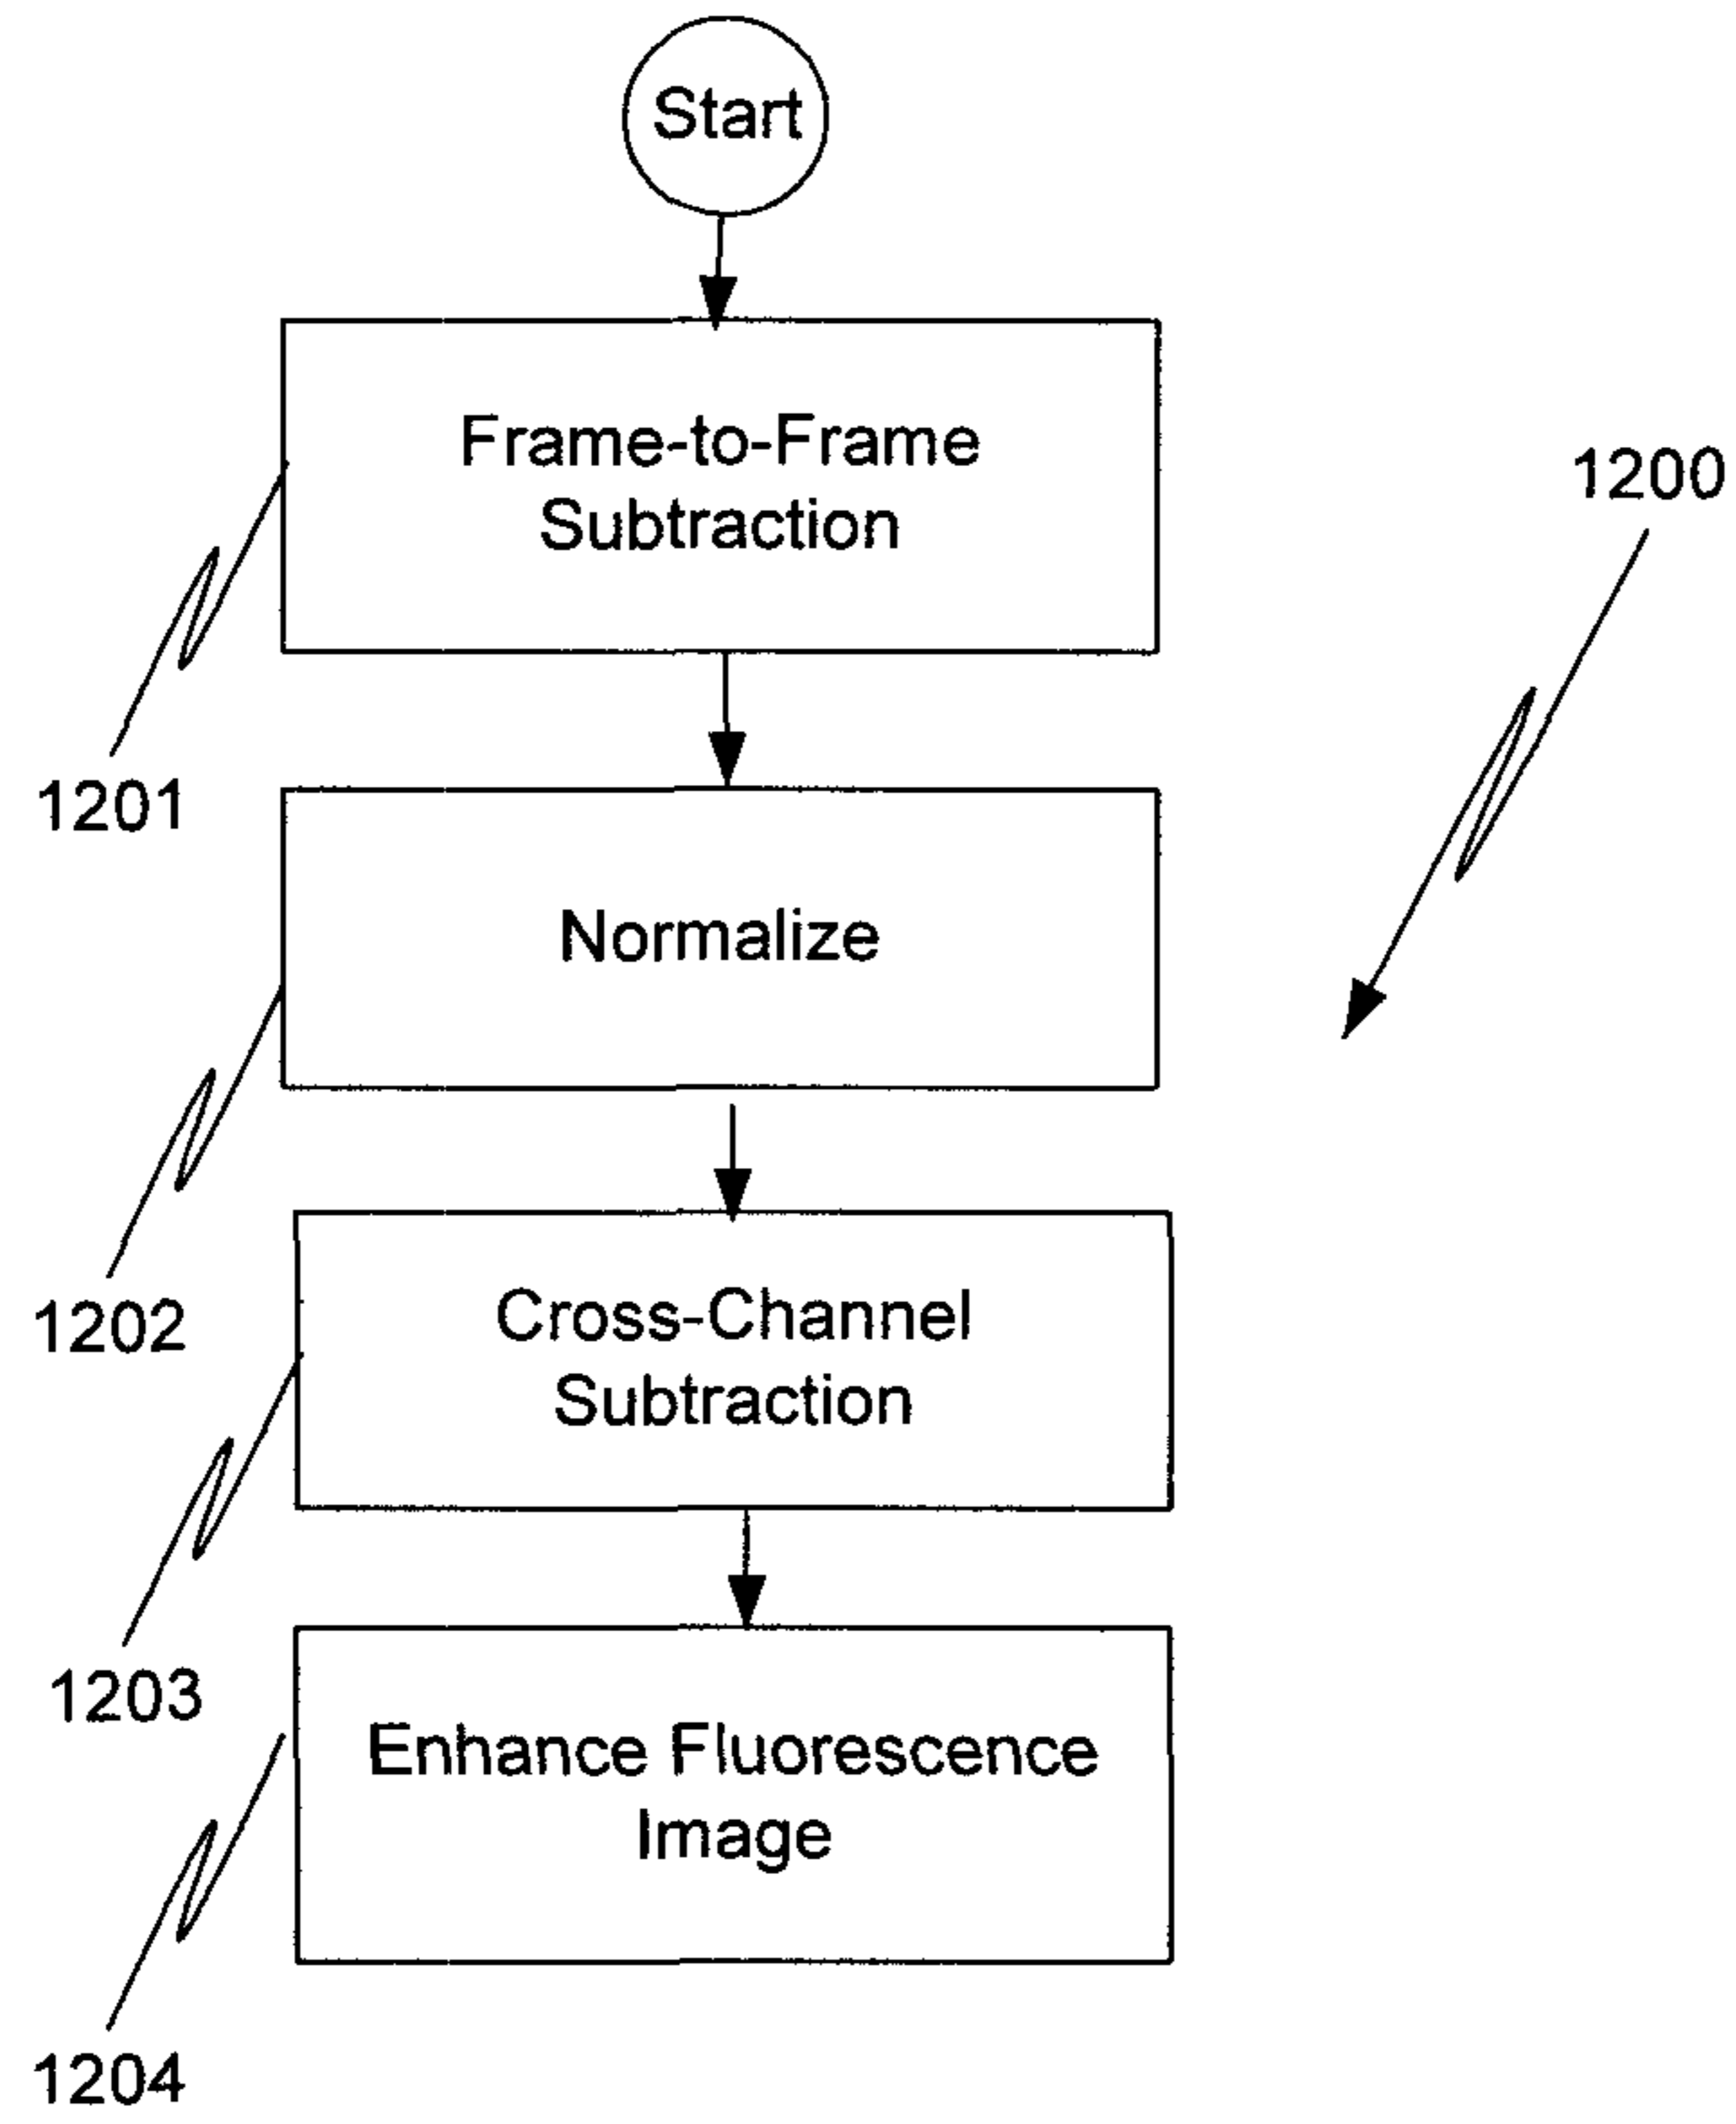 Start
Frame-to-Frame
Subtraction
1200
1201
Normalize
1202
Cross-Channel
Subtraction
1203
Enhance Fluorescence
Image
1204